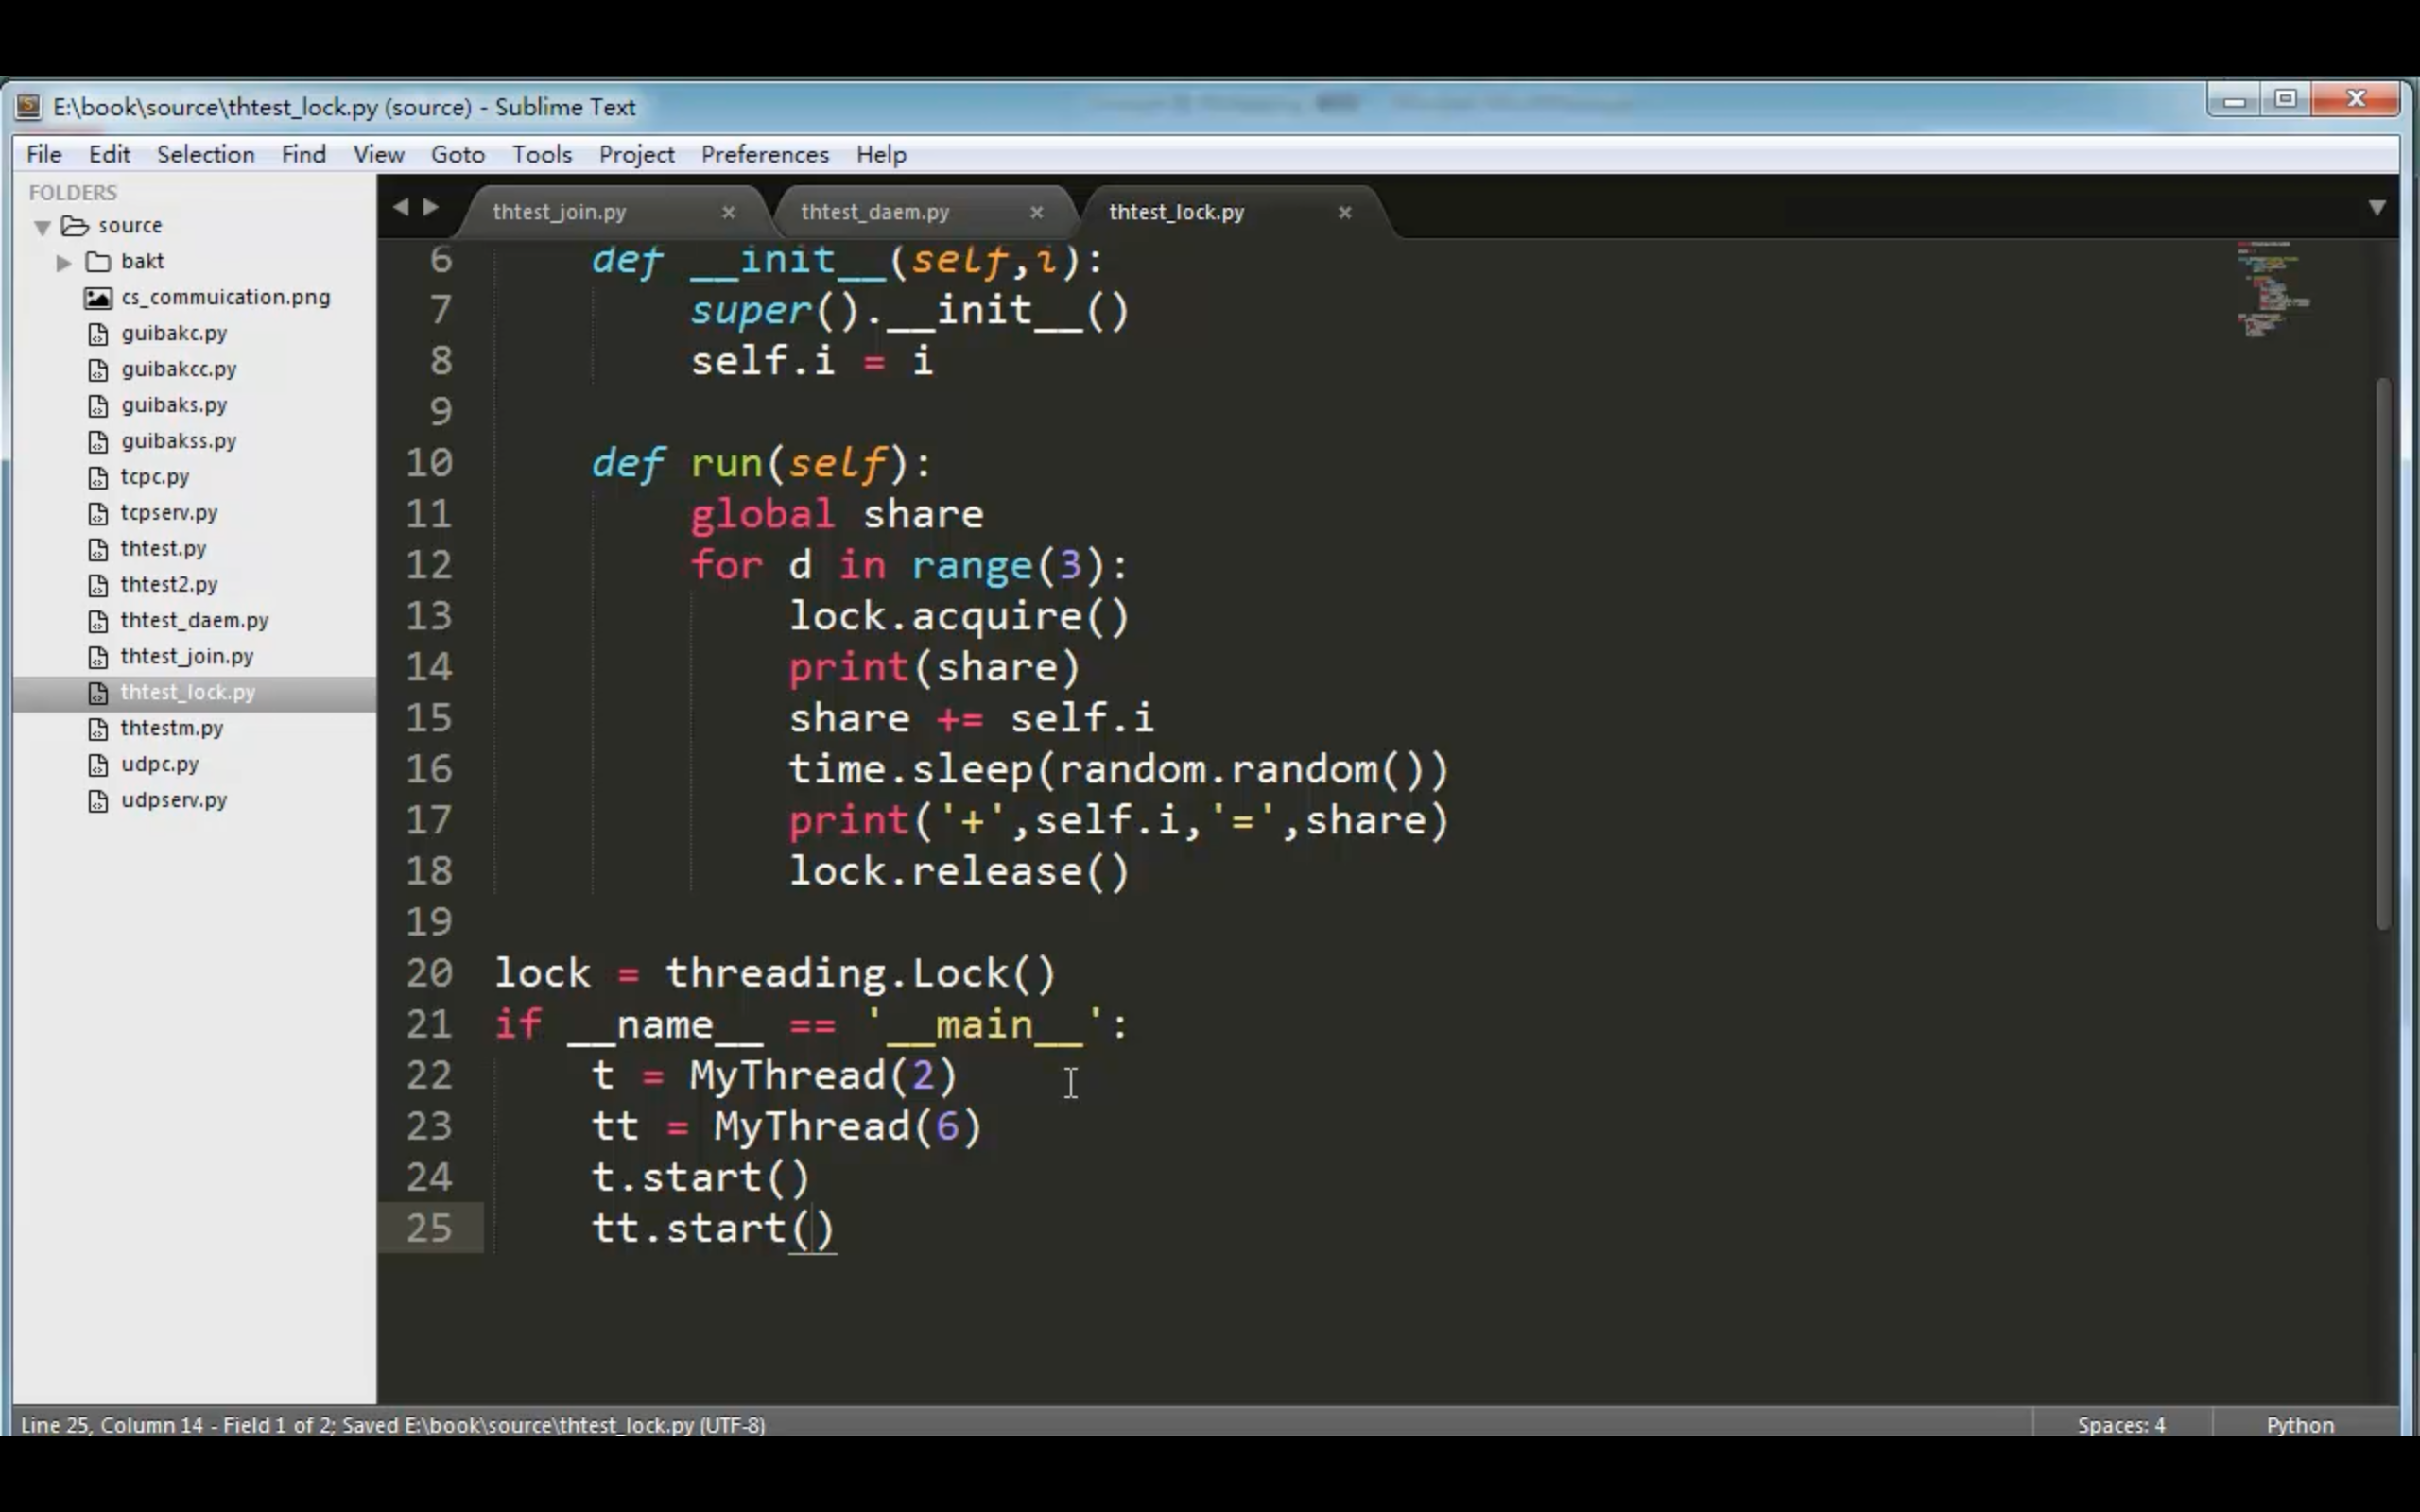 E:\book\source\thtest_lock.py (source) - Sublime Text
File Edit Selection Find View Goto Tools Project Preferences Help
FOLDERS
source
bakt
cs_commuication.png
guibakc.py
guibakcc.py
guibaks.py
guibakss.py
tcpc.py
tcpserv.py
thtest.py
thtest2.py
thtest_daem.py
thtest_join.py
thtest_lock.py
thtestm.py
udpc.py
udpserv.py
thtest_join.py × thtest_daem.py × thtest_lock.py ×
6 def __init__(self,i):
7 super().__init__()
8 self.i = i
9
10 def run(self):
11 global share
12 for d in range(3):
13 lock.acquire()
14 print(share)
15 share += self.i
16 time.sleep(random.random())
17 print('+',self.i,'=',share)
18 lock.release()
19
20 lock = threading.Lock()
21 if __name__ == '__main__':
22 t = MyThread(2)
23 tt = MyThread(6)
24 t.start()
25 tt.start()
Line 25, Column 14 - Field 1 of 2; Saved E:\book\source\thtest_lock.py (UTF-8) Spaces: 4 Python